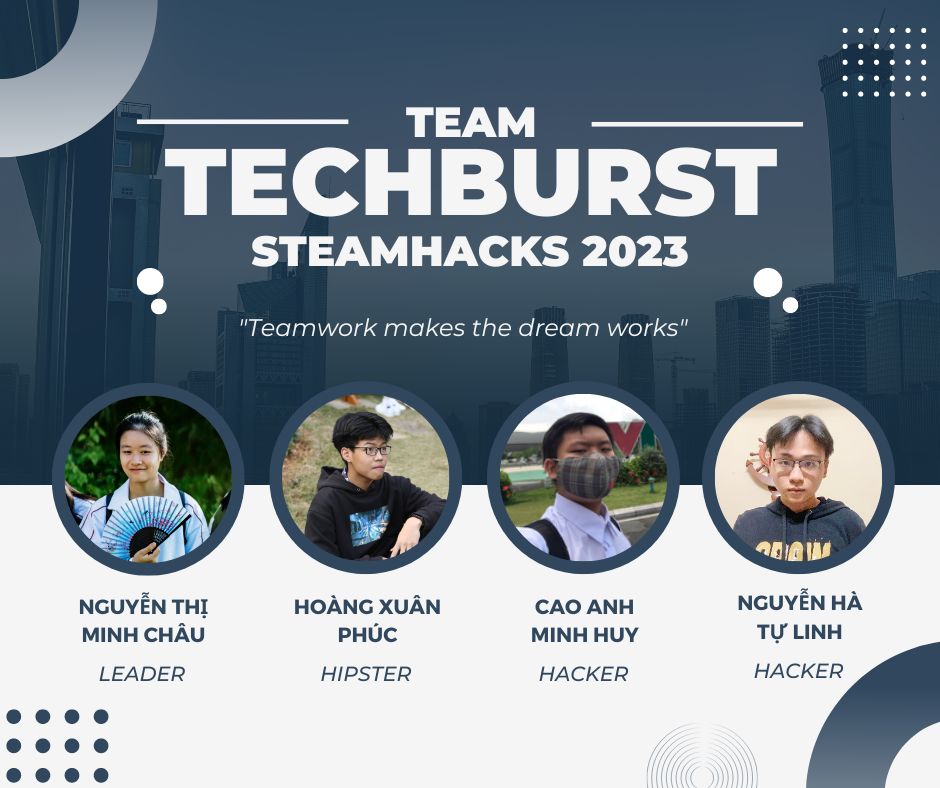 TEAM
TECHBURST
STEAMHACKS 2023
"Teamwork makes the dream works"
NGUYỄN THỊ
MINH CHÂU
LEADER
HOÀNG XUÂN
PHÚC
HIPSTER
CAO ANH
MINH HUY
HACKER
NGUYỄN HÀ
TỰ LINH
HACKER